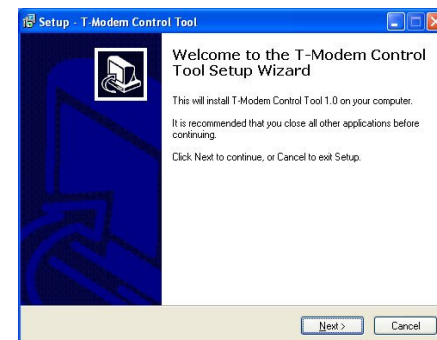 Setup - T-Modem Control Tool
Welcome to the T-Modem Control
Tool Setup Wizard
This will install T-Modem Control Tool 1.0 on your computer.
It is recommended that you close all other applications before
continuing.
Click Next to continue, or Cancel to exit Setup.
Next >
Cancel